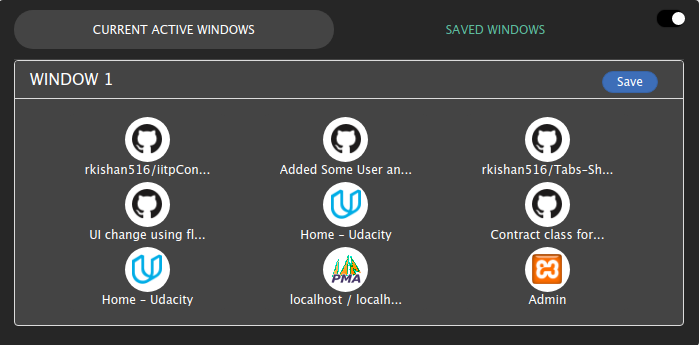 CURRENT ACTIVE WINDOWS
SAVED WINDOWS
WINDOW 1
Save
rkishan516/iitpCon...
Added Some User an...
rkishan516/Tabs-Sh...
UI change using fl...
Home - Udacity
Contract class for...
Home - Udacity
PMA
localhost / localh...
Admin